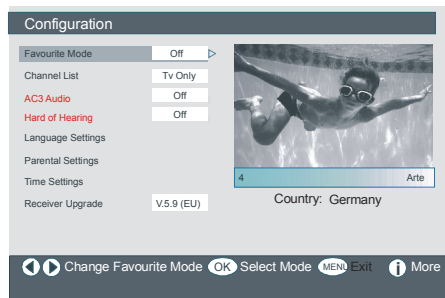 Configuration
Favourite Mode Off
Channel List Tv Only
AC3 Audio Off
Hard of Hearing Off
Language Settings
Parental Settings
Time Settings
Receiver Upgrade V.5.9 (EU)
4 Arte
Country: Germany
Change Favourite Mode OK Select Mode MENU Exit i More